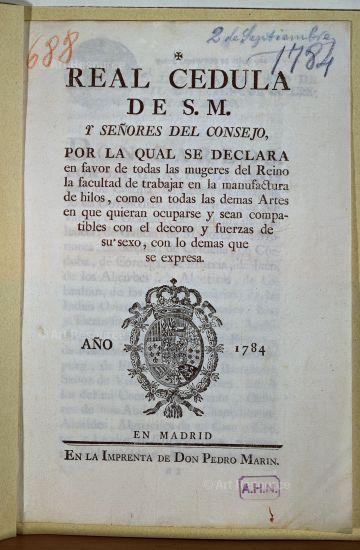 688
2 de Septiembre
1784
REAL CEDULA
DE S. M.
Y SEÑORES DEL CONSEJO,
POR LA QUAL SE DECLARA
en favor de todas las mugeres del Reino
la facultad de trabajar en la manufactura
de hilos, como en todas las demas Artes
en que quieran ocuparse y sean compa-
tibles con el decoro y fuerzas de
su sexo, con lo demas que
se expresa.
AÑO 1784
EN MADRID
EN LA IMPRENTA DE DON PEDRO MARIN.
A.H.N.